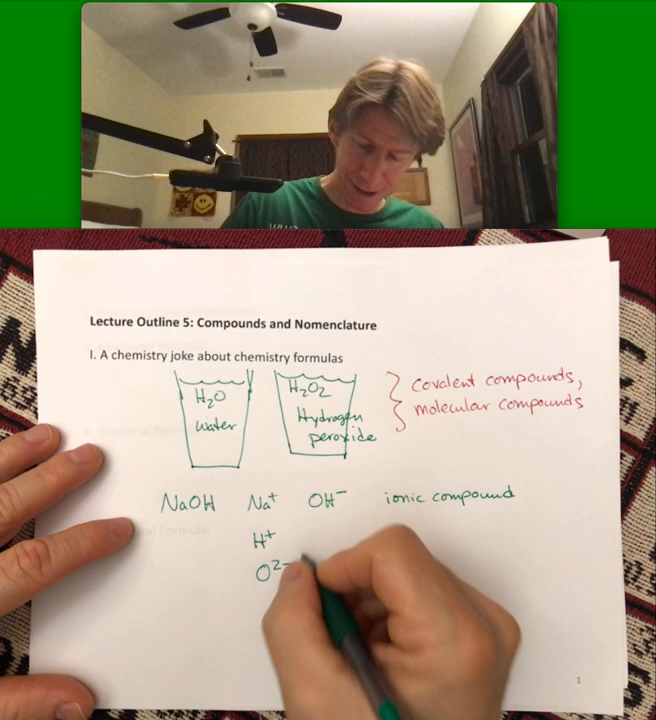 Lecture Outline 5: Compounds and Nomenclature
I. A chemistry joke about chemistry formulas
H₂O
water
H₂O₂
Hydrogen
peroxide
covalent compounds,
molecular compounds
NaOH Na⁺ OH⁻ ionic compound
H⁺
O²⁻
1